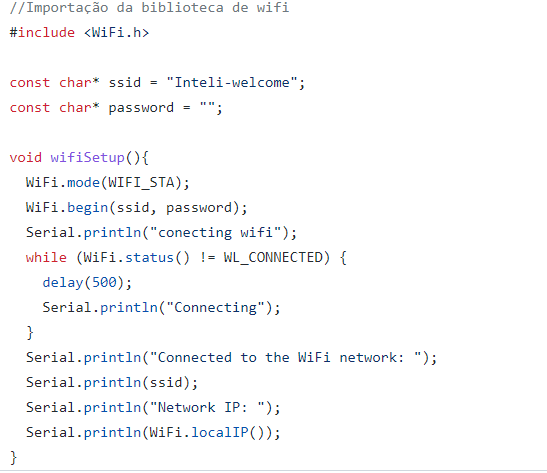 //Importação da biblioteca de wifi
#include <WiFi.h>

const char* ssid = "Inteli-welcome";
const char* password = "";

void wifiSetup(){
  WiFi.mode(WIFI_STA);
  WiFi.begin(ssid, password);
  Serial.println("conecting wifi");
  while (WiFi.status() != WL_CONNECTED) {
    delay(500);
    Serial.println("Connecting");
  }
  Serial.println("Connected to the WiFi network: ");
  Serial.println(ssid);
  Serial.println("Network IP: ");
  Serial.println(WiFi.localIP());
}